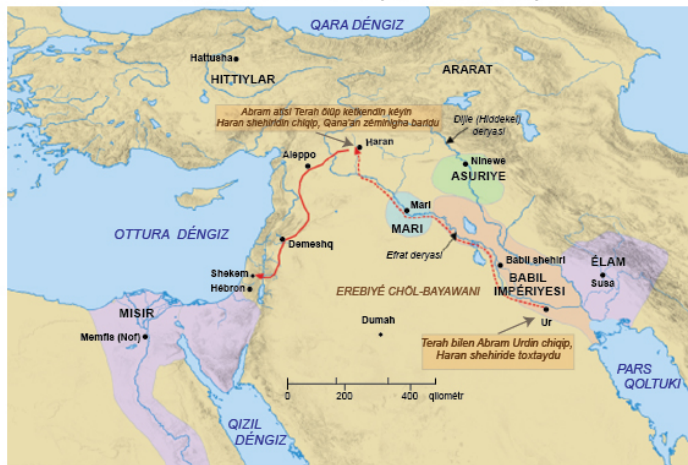 QARA DÉNGIZ
Hattusha
HITTIYLAR
ARARAT
Abram atisi Terah ölüp ketkendin kéyin
Haran shehiridin chiqip, Qana'an zéminigha baridu
Dijle (Hiddekel)
deryasi
Haran
Aleppo
Ninewe
ASURIYE
Mari
MARI
OTTURA DÉNGIZ
Demeshq
Efrat deryasi
Babil shehiri
ÉLAM
Shekem
BABIL
IMPÉRIYESI
Susa
Hébron
EREBIYE CHÖL-BAYAWANI
MISIR
Memfis (Nof)
Dumah
Ur
Terah bilen Abram Urdin chiqip,
Haran shehiride toxtaydu
PARS
QOLTUKI
0 200 400 qilométr
QIZIL
DÉNGIZ